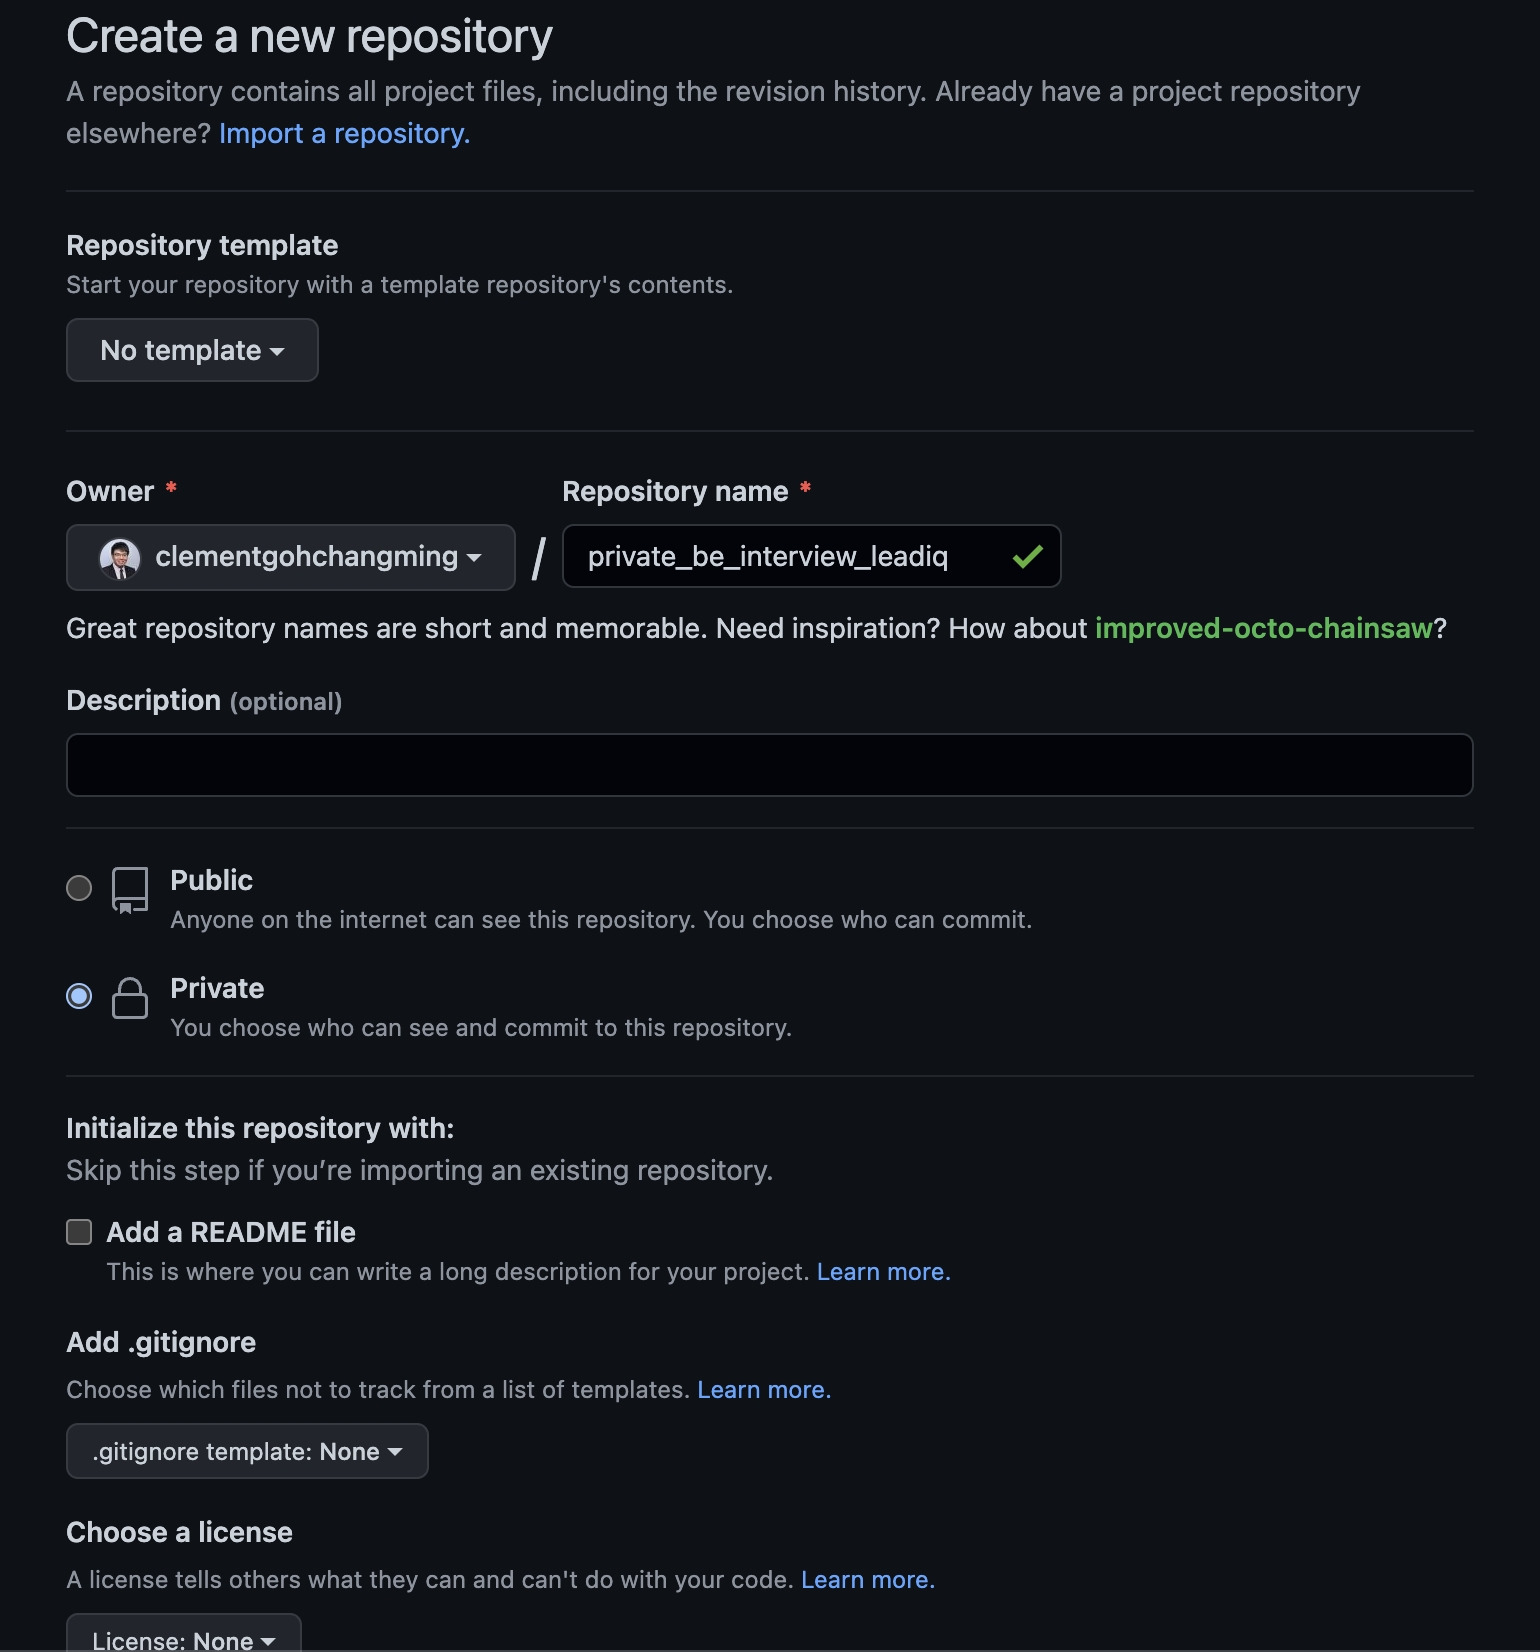 Create a new repository
A repository contains all project files, including the revision history. Already have a project repository
elsewhere? Import a repository.
Repository template
Start your repository with a template repository's contents.
No template
Owner * Repository name *
clementgohchangming / private_be_interview_leadiq
Great repository names are short and memorable. Need inspiration? How about improved-octo-chainsaw?
Description (optional)
Public
Anyone on the internet can see this repository. You choose who can commit.
Private
You choose who can see and commit to this repository.
Initialize this repository with:
Skip this step if you’re importing an existing repository.
Add a README file
This is where you can write a long description for your project. Learn more.
Add .gitignore
Choose which files not to track from a list of templates. Learn more.
.gitignore template: None
Choose a license
A license tells others what they can and can't do with your code. Learn more.
License: None